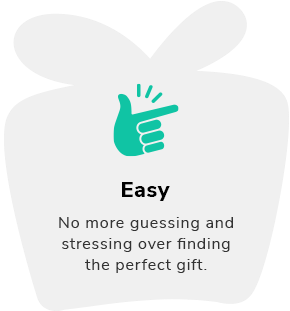 Easy
No more guessing and
stressing over finding
the perfect gift.